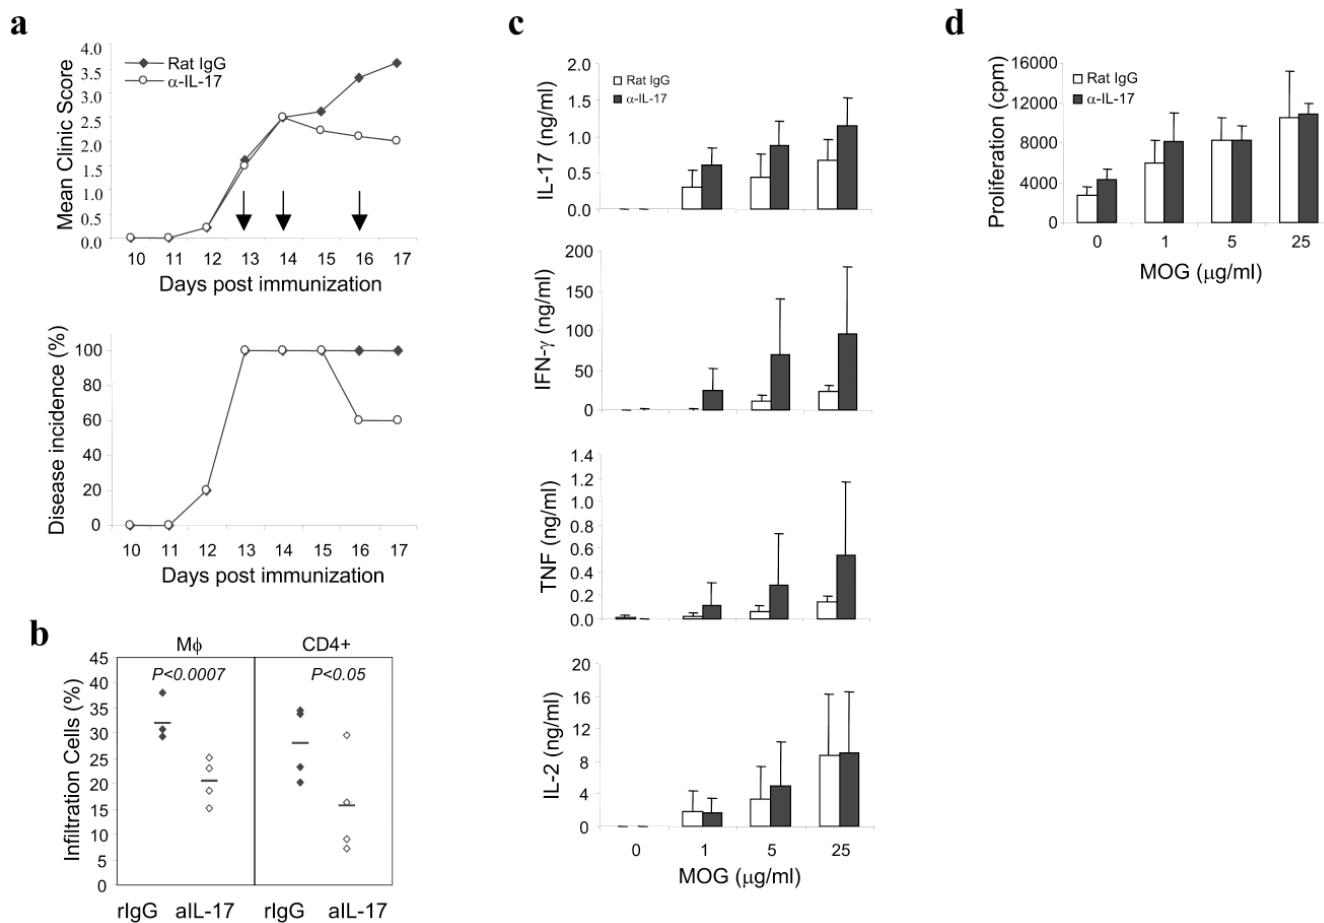 a
Mean Clinic Score
4.0
3.5
3.0
2.5
2.0
1.5
1.0
0.5
0.0
Rat IgG
α-IL-17
10 11 12 13 14 15 16 17
Days post immunization
Disease incidence (%)
100
80
60
40
20
0
10 11 12 13 14 15 16 17
Days post immunization
b
Mϕ CD4+
Infiltration Cells (%)
45
40
35
30
25
20
15
10
5
0
P<0.0007 P<0.05
rIgG aIL-17 rIgG aIL-17
c
IL-17 (ng/ml)
2.0
1.5
1.0
0.5
0.0
Rat IgG
α-IL-17
IFN-γ (ng/ml)
200
150
100
50
0
TNF (ng/ml)
1.4
1.2
1.0
0.8
0.6
0.4
0.2
0.0
IL-2 (ng/ml)
20
16
12
8
4
0
0 1 5 25
MOG (μg/ml)
d
Proliferation (cpm)
16000
12000
8000
4000
0
Rat IgG
α-IL-17
0 1 5 25
MOG (μg/ml)